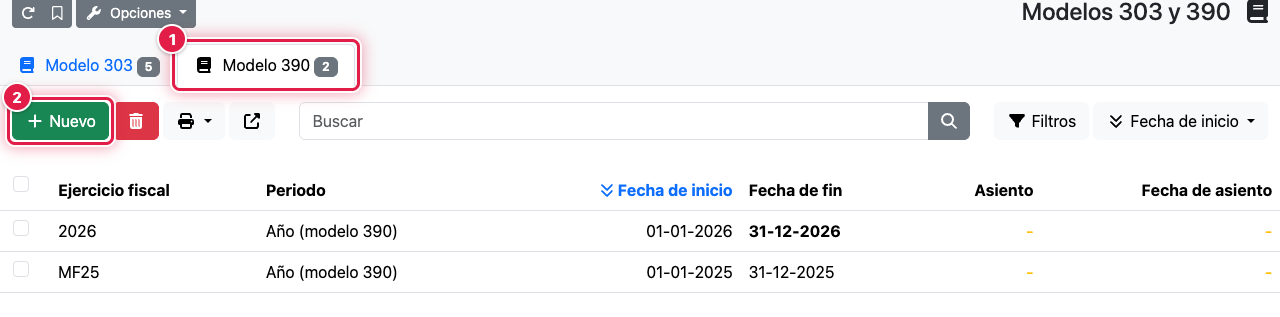 Opciones
Modelos 303 y 390
1
Modelo 303 5
Modelo 390 2
2
Nuevo
Buscar
Filtros
Fecha de inicio
Ejercicio fiscal Periodo Fecha de inicio Fecha de fin Asiento Fecha de asiento
2026 Año (modelo 390) 01-01-2026 31-12-2026 - -
MF25 Año (modelo 390) 01-01-2025 31-12-2025 - -